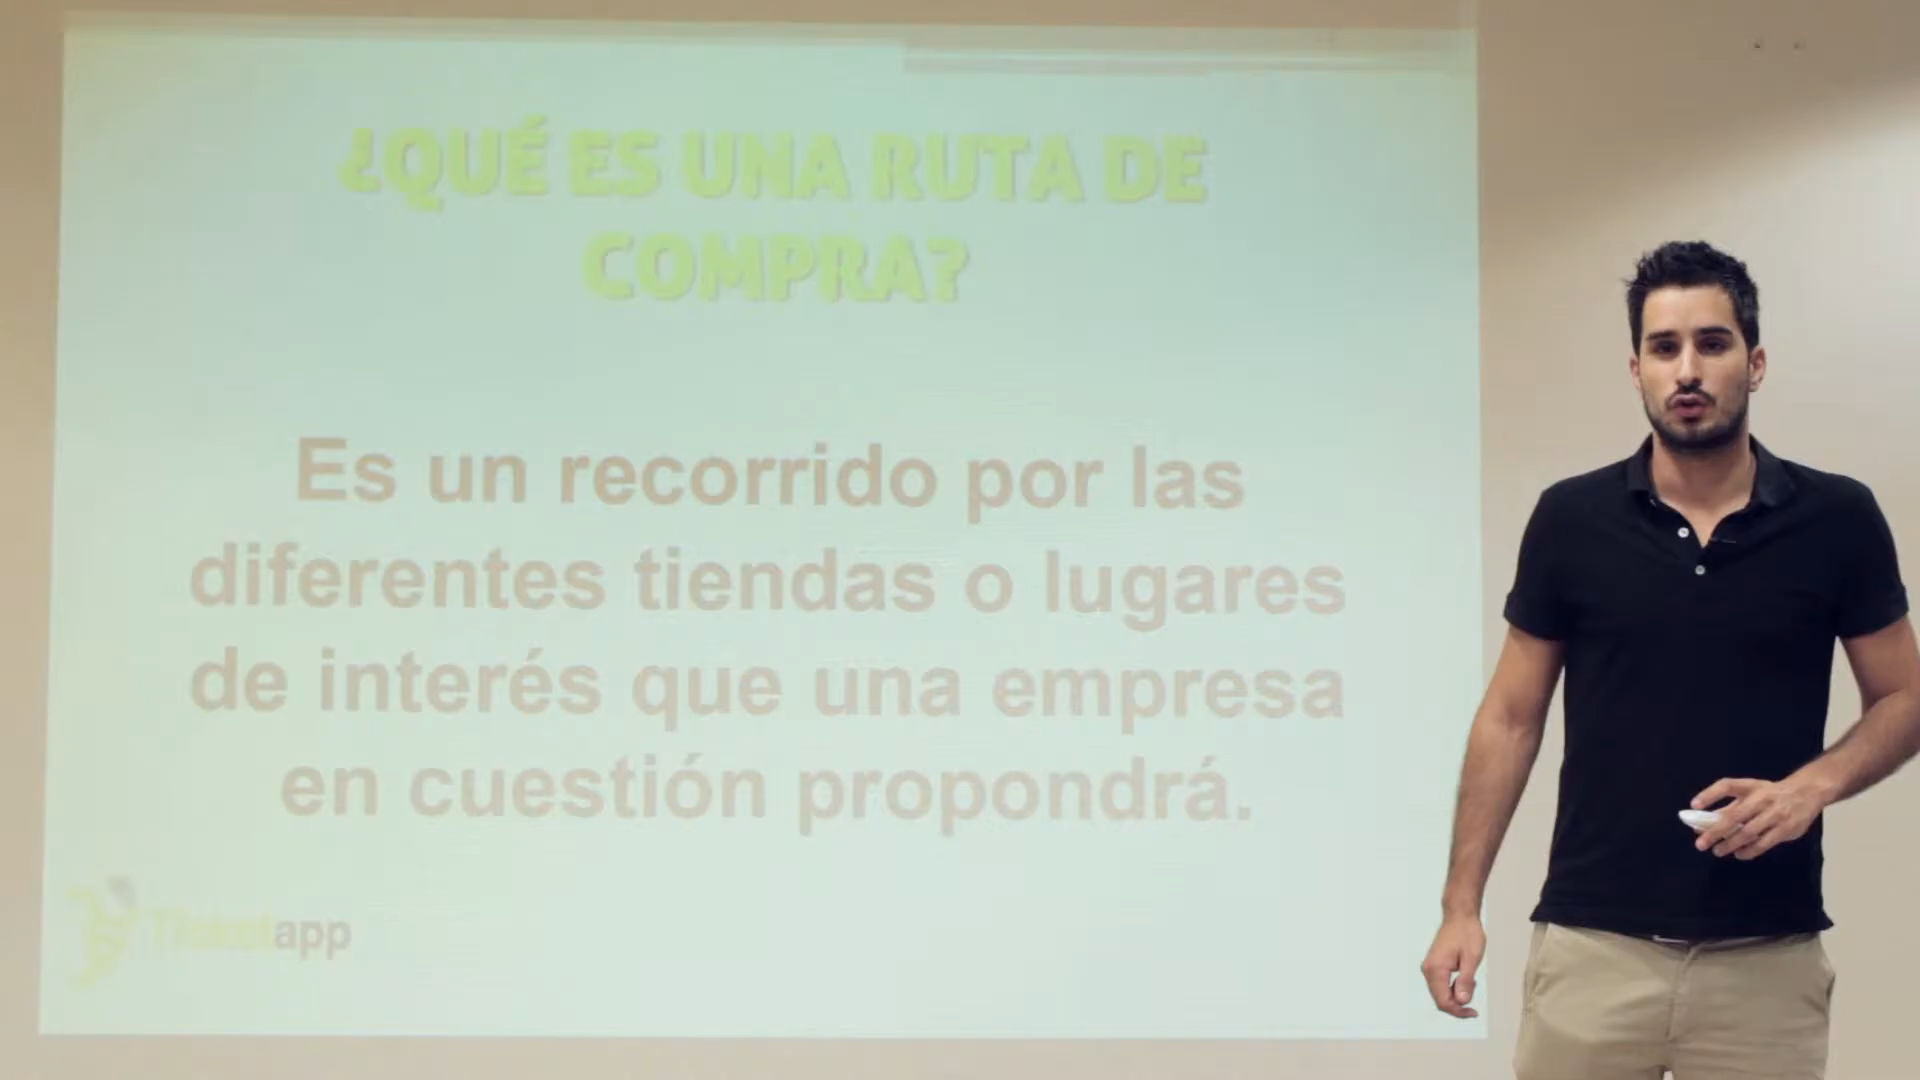 ¿QUÉ ES UNA RUTA DE
COMPRA?
Es un recorrido por las
diferentes tiendas o lugares
de interés que una empresa
en cuestión propondrá.
Ticketapp